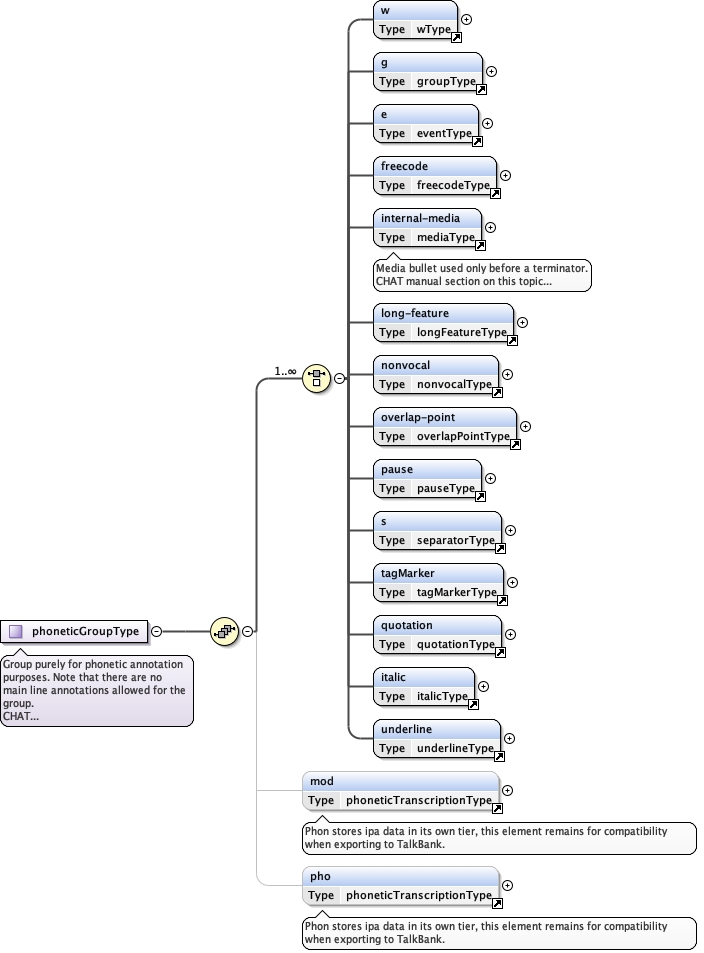 w
Type wType
g
Type groupType
e
Type eventType
freecode
Type freecodeType
internal-media
Type mediaType
Media bullet used only before a terminator.
CHAT manual section on this topic...
long-feature
Type longFeatureType
1..∞
nonvocal
Type nonvocalType
overlap-point
Type overlapPointType
pause
Type pauseType
s
Type separatorType
tagMarker
Type tagMarkerType
quotation
Type quotationType
phoneticGroupType
Group purely for phonetic annotation
purposes. Note that there are no
main line annotations allowed for the
group.
CHAT...
italic
Type italicType
underline
Type underlineType
mod
Type phoneticTranscriptionType
Phon stores ipa data in its own tier, this element remains for compatibility
when exporting to TalkBank.
pho
Type phoneticTranscriptionType
Phon stores ipa data in its own tier, this element remains for compatibility
when exporting to TalkBank.